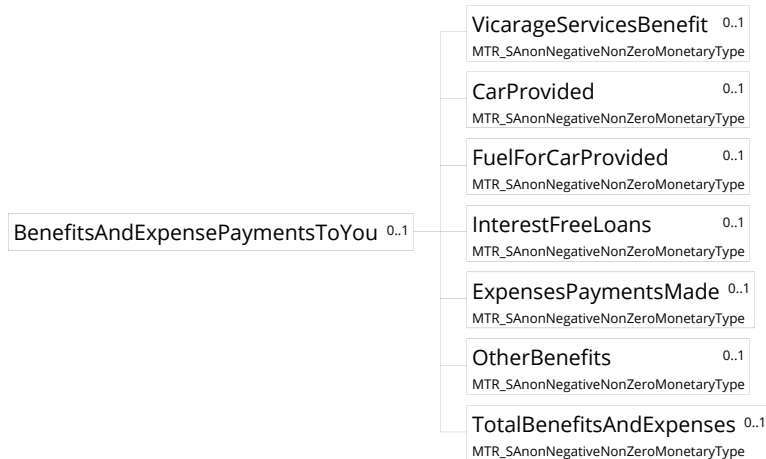 VicarageServicesBenefit 0..1
MTR_SAnonNegativeNonZeroMonetaryType
CarProvided 0..1
MTR_SAnonNegativeNonZeroMonetaryType
FuelForCarProvided 0..1
MTR_SAnonNegativeNonZeroMonetaryType
BenefitsAndExpensePaymentsToYou 0..1
InterestFreeLoans 0..1
MTR_SAnonNegativeNonZeroMonetaryType
ExpensesPaymentsMade 0..1
MTR_SAnonNegativeNonZeroMonetaryType
OtherBenefits 0..1
MTR_SAnonNegativeNonZeroMonetaryType
TotalBenefitsAndExpenses 0..1
MTR_SAnonNegativeNonZeroMonetaryType